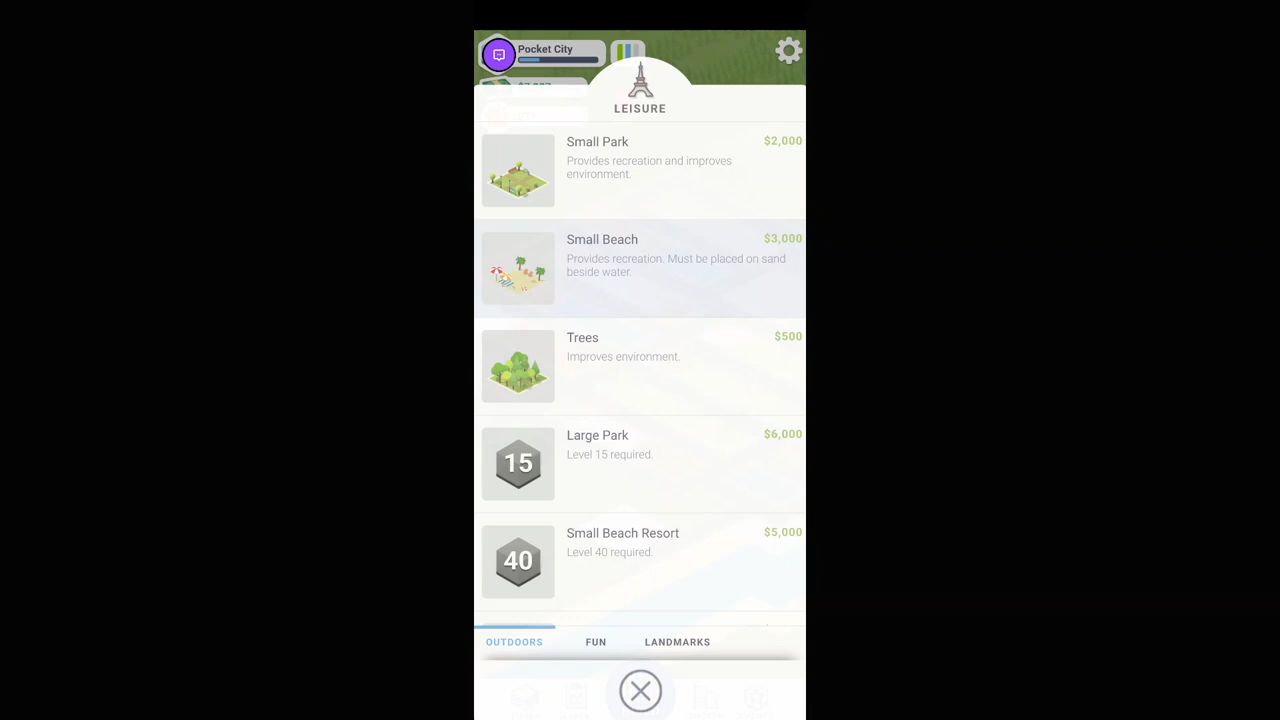 Pocket City
LEISURE
Small Park
$2,000
Provides recreation and improves
environment.
Small Beach
$3,000
Provides recreation. Must be placed on sand
beside water.
Trees
$500
Improves environment.
15
Large Park
$6,000
Level 15 required.
40
Small Beach Resort
$5,000
Level 40 required.
OUTDOORS
FUN
LANDMARKS